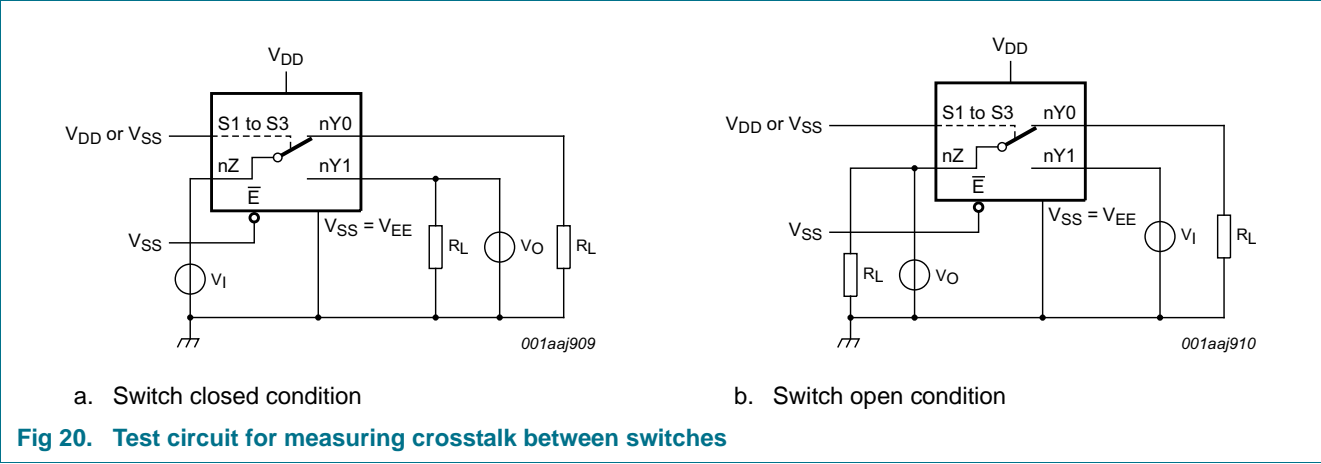 VDD
VDD or VSS
S1 to S3
nY0
nZ
nY1
E̅
VSS = VEE
VSS
VI
RL
VO
RL
001aaj909
a. Switch closed condition
VDD
VDD or VSS
S1 to S3
nY0
nZ
nY1
E̅
VSS = VEE
VSS
RL
VO
VI
RL
001aaj910
b. Switch open condition
Fig 20. Test circuit for measuring crosstalk between switches